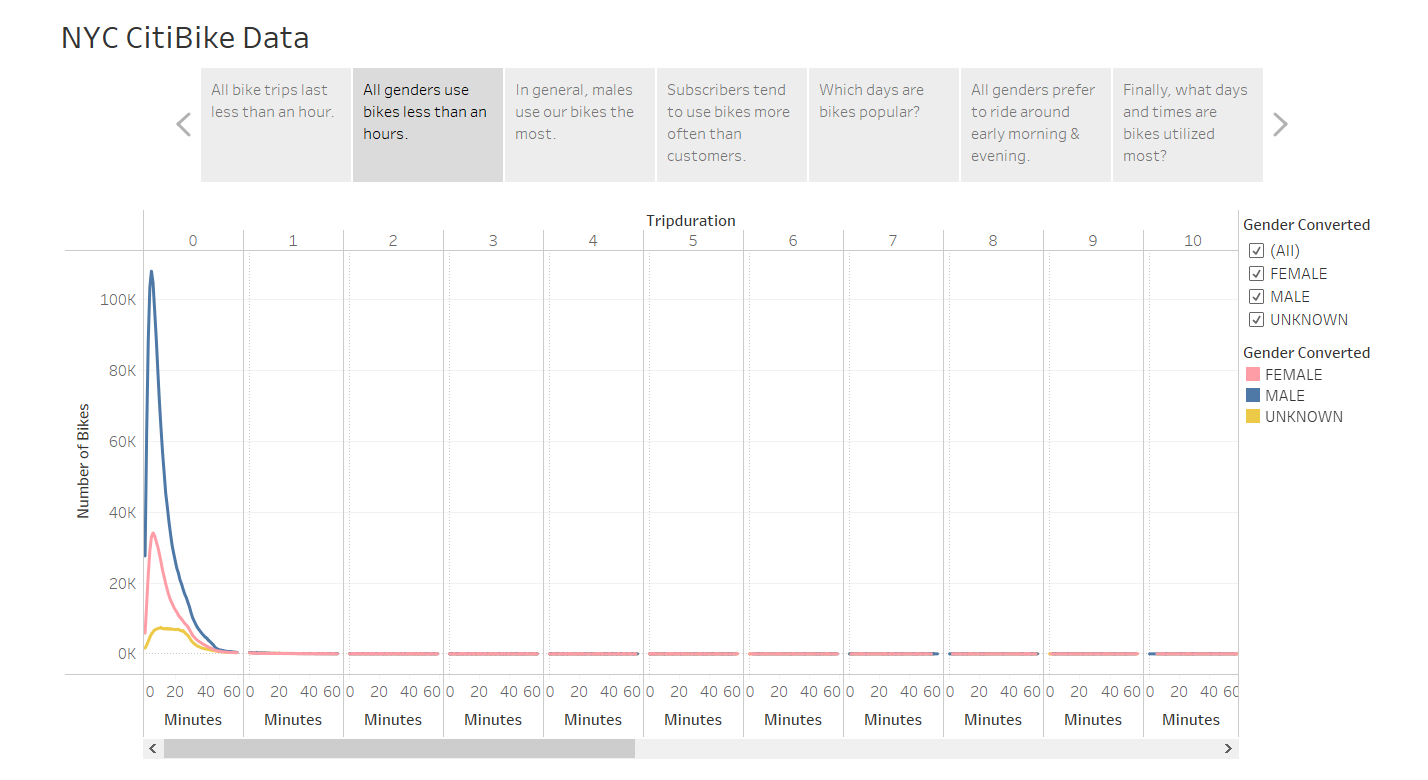 NYC CitiBike Data
All bike trips last
less than an hour.
All genders use
bikes less than an
hours.
In general, males
use our bikes the
most.
Subscribers tend
to use bikes more
often than
customers.
Which days are
bikes popular?
All genders prefer
to ride around
early morning &
evening.
Finally, what days
and times are
bikes utilized
most?
Tripduration
0 1 2 3 4 5 6 7 8 9 10
Number of Bikes
100K
80K
60K
40K
20K
0K
0 20 40 60 0 20 40 60 0 20 40 60 0 20 40 60 0 20 40 60 0 20 40 60 0 20 40 60 0 20 40 60 0 20 40 60 0 20 40 60 0 20 40 60
Minutes Minutes Minutes Minutes Minutes Minutes Minutes Minutes Minutes Minutes Minutes
Gender Converted
(All)
FEMALE
MALE
UNKNOWN
Gender Converted
FEMALE
MALE
UNKNOWN